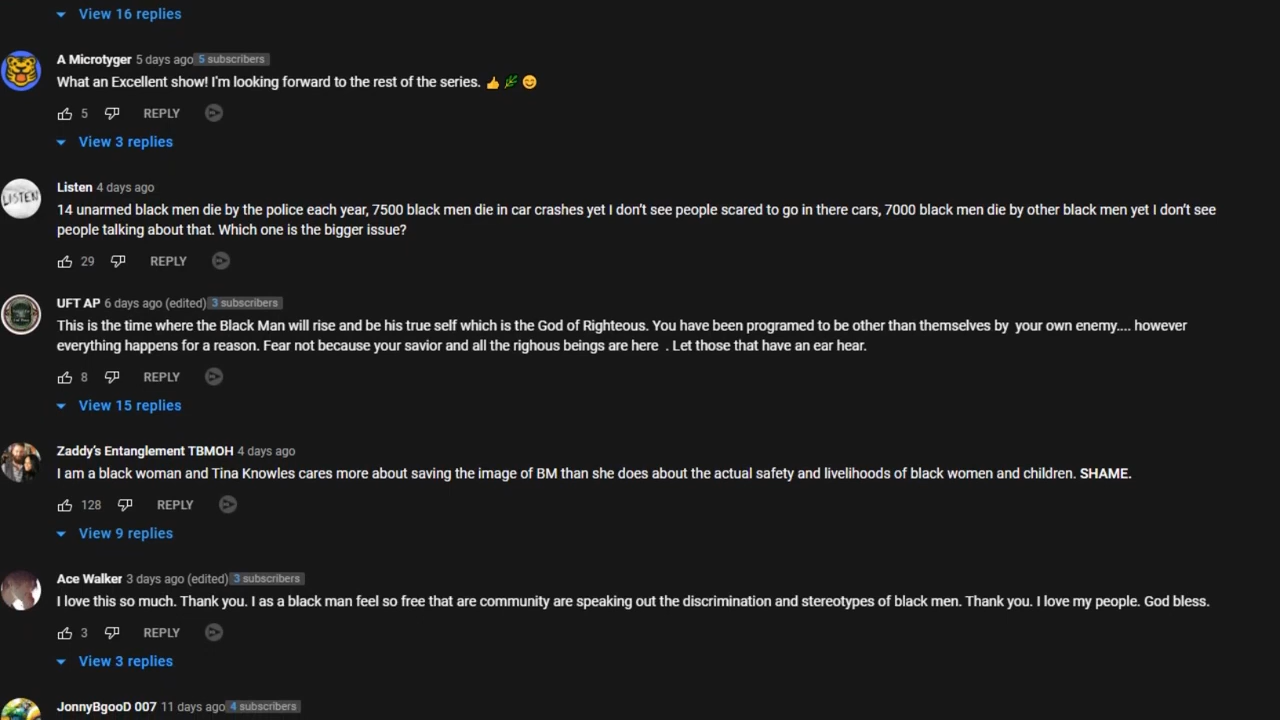 View 16 replies
A Microtyger 5 days ago 5 subscribers
What an Excellent show! I'm looking forward to the rest of the series. 👍🌿😊
5 REPLY
View 3 replies
LISTEN
Listen 4 days ago
14 unarmed black men die by the police each year, 7500 black men die in car crashes yet I don't see people scared to go in there cars, 7000 black men die by other black men yet I don't see
people talking about that. Which one is the bigger issue?
29 REPLY
UFT AP 6 days ago (edited) 3 subscribers
This is the time where the Black Man will rise and be his true self which is the God of Righteous. You have been programed to be other than themselves by your own enemy.... however
everything happens for a reason. Fear not because your savior and all the righous beings are here . Let those that have an ear hear.
8 REPLY
View 15 replies
Zaddy's Entanglement TBMOH 4 days ago
I am a black woman and Tina Knowles cares more about saving the image of BM than she does about the actual safety and livelihoods of black women and children. SHAME.
128 REPLY
View 9 replies
Ace Walker 3 days ago (edited) 3 subscribers
I love this so much. Thank you. I as a black man feel so free that are community are speaking out the discrimination and stereotypes of black men. Thank you. I love my people. God bless.
3 REPLY
View 3 replies
JonnyBgooD 007 11 days ago 4 subscribers